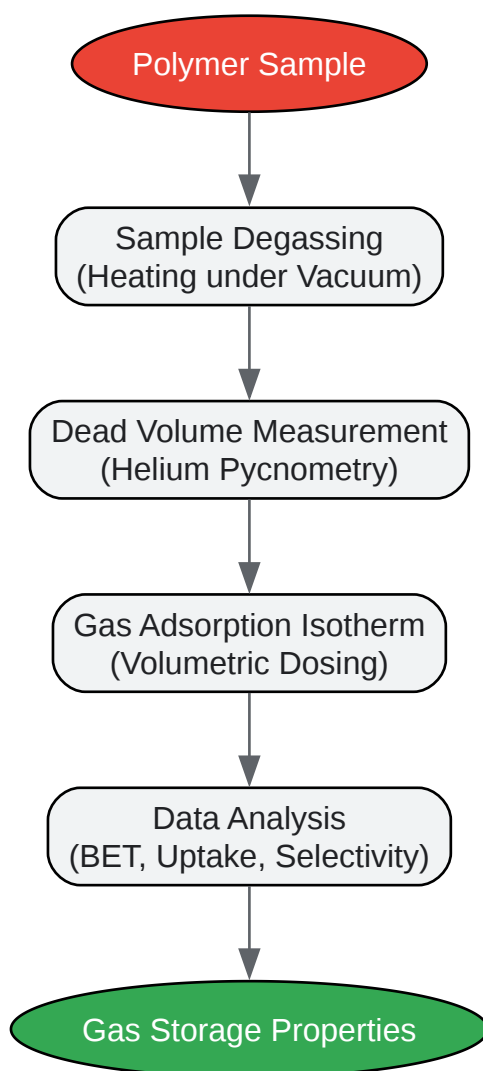 Polymer Sample
Sample Degassing
(Heating under Vacuum)
Dead Volume Measurement
(Helium Pycnometry)
Gas Adsorption Isotherm
(Volumetric Dosing)
Data Analysis
(BET, Uptake, Selectivity)
Gas Storage Properties